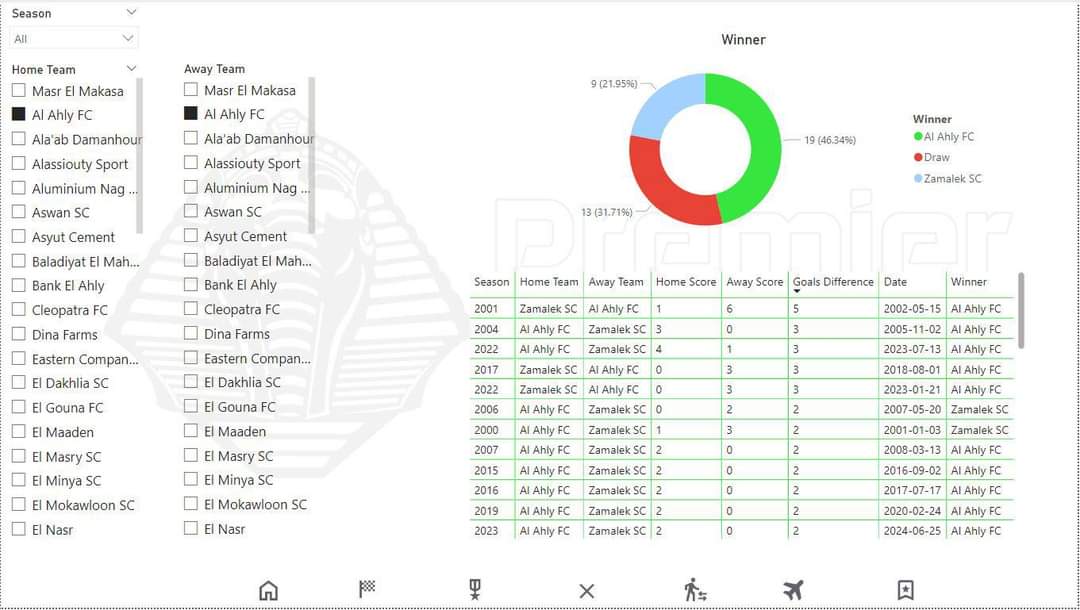 Season
All
Home Team
Masr El Makasa
Al Ahly FC
Ala'ab Damanhour
Alassiouty Sport
Aluminium Nag ...
Aswan SC
Asyut Cement
Baladiyat El Mah...
Bank El Ahly
Cleopatra FC
Dina Farms
Eastern Compan...
El Dakhlia SC
El Gouna FC
El Maaden
El Masry SC
El Minya SC
El Mokawloon SC
El Nasr
Away Team
Masr El Makasa
Al Ahly FC
Ala'ab Damanhour
Alassiouty Sport
Aluminium Nag ...
Aswan SC
Asyut Cement
Baladiyat El Mah...
Bank El Ahly
Cleopatra FC
Dina Farms
Eastern Compan...
El Dakhlia SC
El Gouna FC
El Maaden
El Masry SC
El Minya SC
El Mokawloon SC
El Nasr
Winner
9 (21.95%)
19 (46.34%)
13 (31.71%)
Winner
Al Ahly FC
Draw
Zamalek SC
Premier
Season Home Team Away Team Home Score Away Score Goals Difference Date Winner
2001 Zamalek SC Al Ahly FC 1 6 5 2002-05-15 Al Ahly FC
2004 Al Ahly FC Zamalek SC 3 0 3 2005-11-02 Al Ahly FC
2022 Al Ahly FC Zamalek SC 4 1 3 2023-07-13 Al Ahly FC
2017 Zamalek SC Al Ahly FC 0 3 3 2018-08-01 Al Ahly FC
2022 Zamalek SC Al Ahly FC 0 3 3 2023-01-21 Al Ahly FC
2006 Al Ahly FC Zamalek SC 0 2 2 2007-05-20 Zamalek SC
2000 Al Ahly FC Zamalek SC 1 3 2 2001-01-03 Zamalek SC
2007 Al Ahly FC Zamalek SC 2 0 2 2008-03-13 Al Ahly FC
2015 Al Ahly FC Zamalek SC 2 0 2 2016-09-02 Al Ahly FC
2016 Al Ahly FC Zamalek SC 2 0 2 2017-07-17 Al Ahly FC
2019 Al Ahly FC Zamalek SC 2 0 2 2020-02-24 Al Ahly FC
2023 Al Ahly FC Zamalek SC 2 0 2 2024-06-25 Al Ahly FC